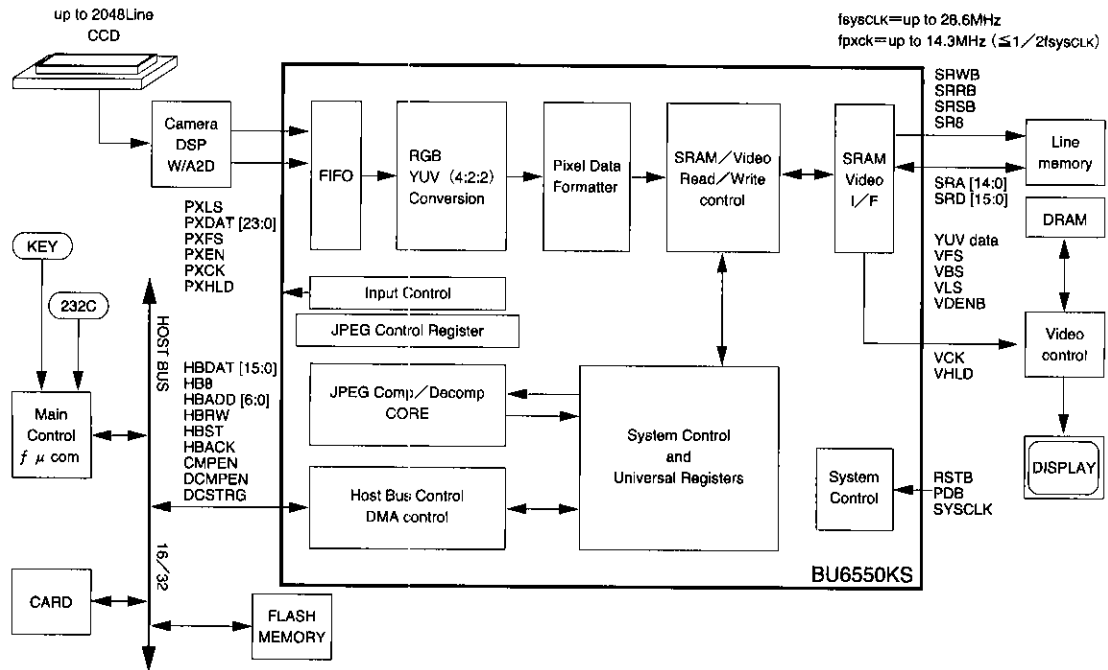 up to 2048Line
CCD
fsysCLK=up to 28.6MHz
fpxck=up to 14.3MHz (≦1/2fsysCLK)
Camera
DSP
W/A2D
FIFO
RGB
YUV (4:2:2)
Conversion
Pixel Data
Formatter
SRAM/Video
Read/Write
control
SRAM
Video
I/F
SRWB
SRRB
SRSB
SR8
Line
memory
SRA [14:0]
SRD [15:0]
DRAM
PXLS
PXDAT [23:0]
PXFS
PXEN
PXCK
PXHLD
YUV data
VFS
VBS
VLS
VDENB
KEY
232C
HOST BUS
Input Control
JPEG Control Register
VCK
VHLD
Video
control
HBDAT [15:0]
HB8
HBADD [6:0]
HBRW
HBST
HBACK
CMPEN
DCMPEN
DCSTRG
JPEG Comp/Decomp
CORE
System Control
and
Universal Registers
Main
Control
f μ com
Host Bus Control
DMA control
System
Control
RSTB
PDB
SYSCLK
DISPLAY
16/32
CARD
FLASH
MEMORY
BU6550KS